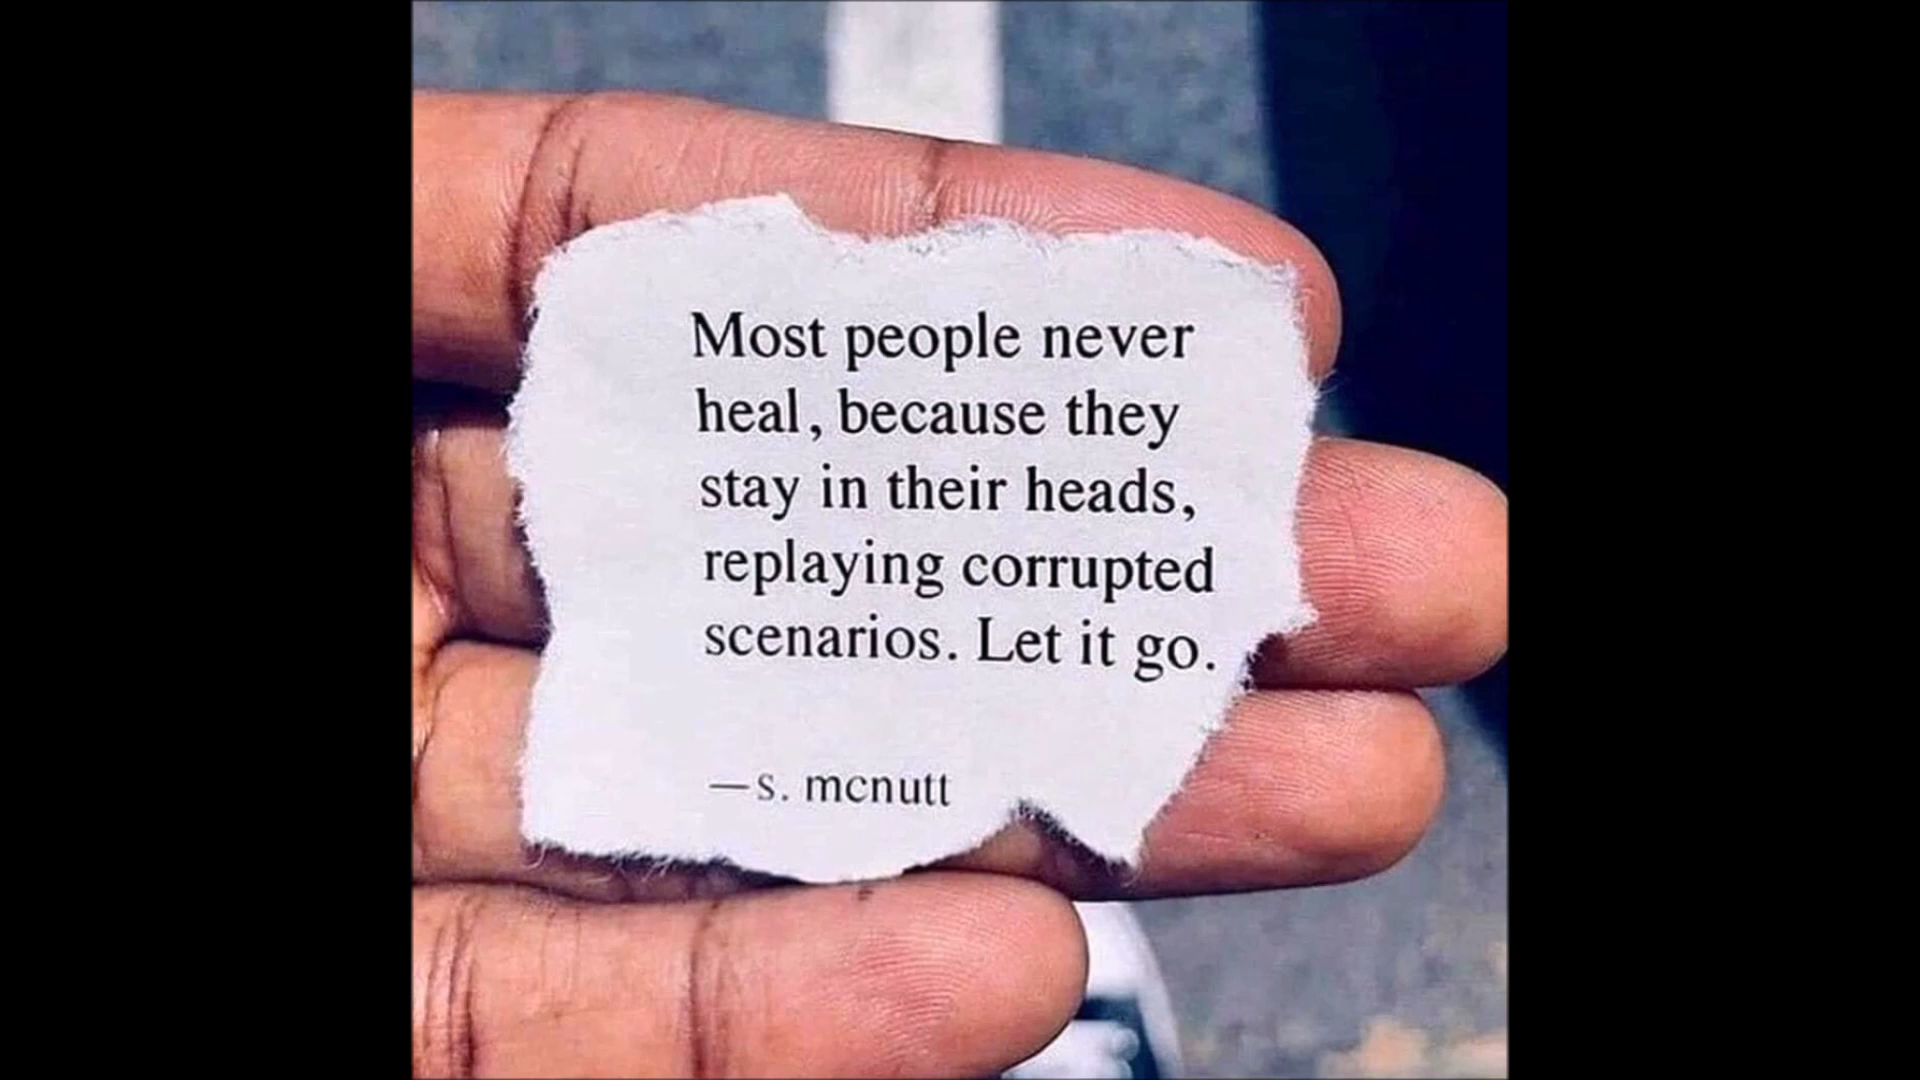 Most people never
heal, because they
stay in their heads,
replaying corrupted
scenarios. Let it go.
—s. mcnutt